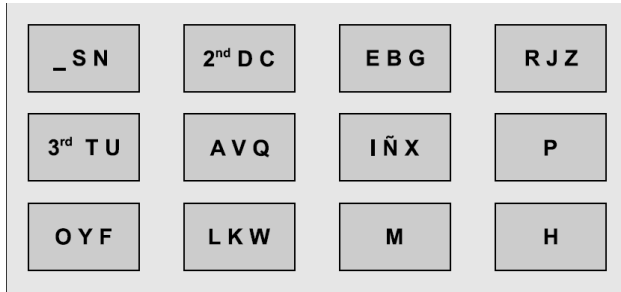 _ S N 2nd D C E B G R J Z
3rd T U A V Q I Ñ X P
O Y F L K W M H